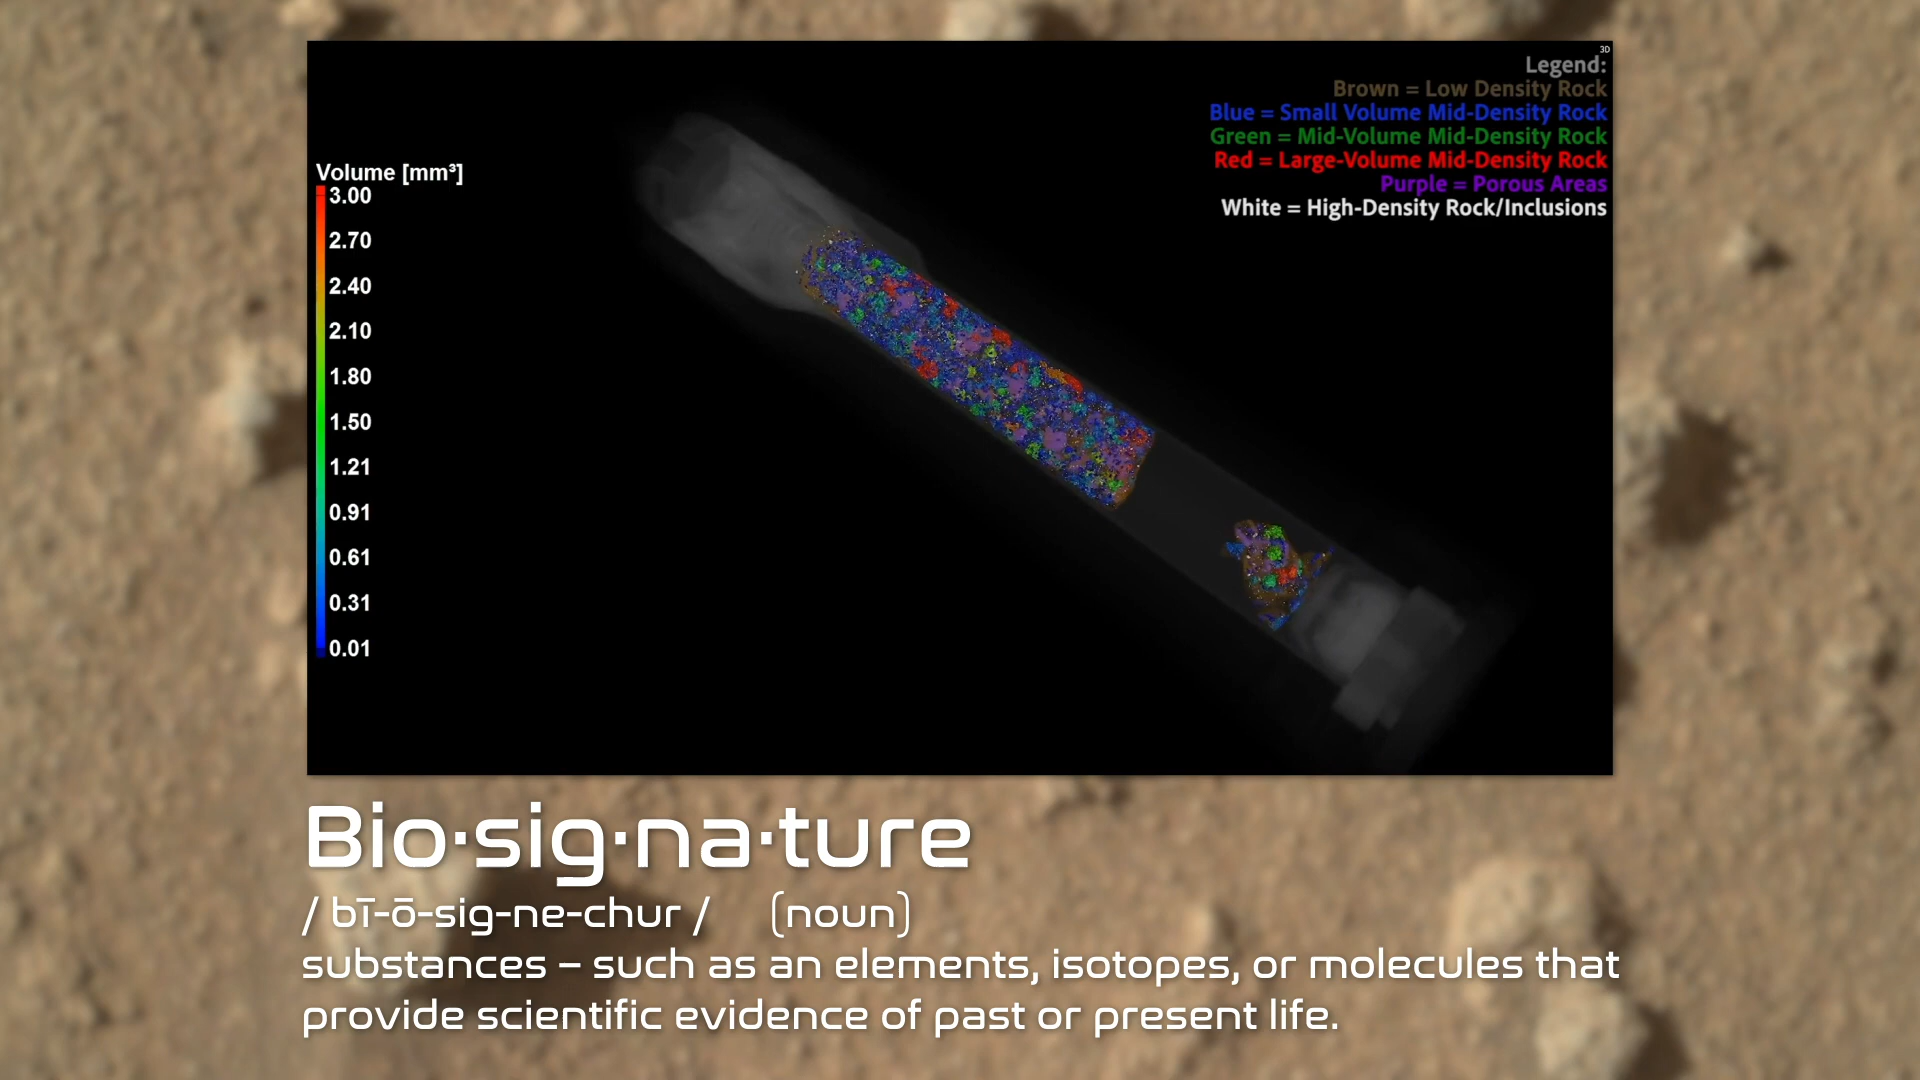 3D
Legend:
Brown = Low Density Rock
Blue = Small Volume Mid-Density Rock
Green = Mid-Volume Mid-Density Rock
Red = Large-Volume Mid-Density Rock
Purple = Porous Areas
White = High-Density Rock/Inclusions
Volume [mm³]
3.00
2.70
2.40
2.10
1.80
1.50
1.21
0.91
0.61
0.31
0.01
Bio·sig·na·ture
/ bī-ō-sig-ne-chur / (noun)
substances – such as an elements, isotopes, or molecules that
provide scientific evidence of past or present life.